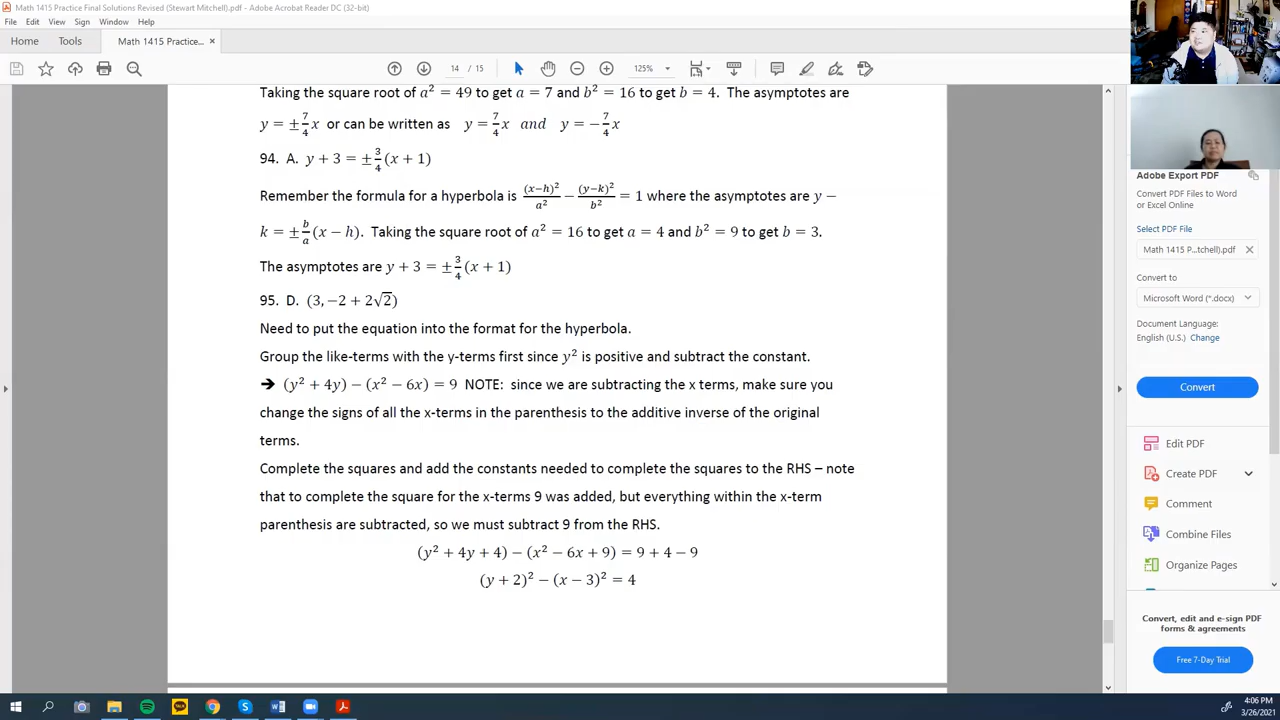 Math 1415 Practice Final Solutions Revised (Stewart Mitchell).pdf - Adobe Acrobat Reader DC (32-bit)
File Edit View Sign Window Help
Home Tools Math 1415 Practice... ×
14 / 15 125%
Taking the square root of a² = 49 to get a = 7 and b² = 16 to get b = 4. The asymptotes are
y = ±7/4 x or can be written as y = 7/4 x and y = −7/4 x
94. A. y + 3 = ±3/4 (x + 1)
Remember the formula for a hyperbola is (x−h)²/a² − (y−k)²/b² = 1 where the asymptotes are y −
k = ± b/a (x − h). Taking the square root of a² = 16 to get a = 4 and b² = 9 to get b = 3.
The asymptotes are y + 3 = ±3/4 (x + 1)
95. D. (3, −2 + 2√2)
Need to put the equation into the format for the hyperbola.
Group the like-terms with the y-terms first since y² is positive and subtract the constant.
➔ (y² + 4y) − (x² − 6x) = 9 NOTE: since we are subtracting the x terms, make sure you
change the signs of all the x-terms in the parenthesis to the additive inverse of the original
terms.
Complete the squares and add the constants needed to complete the squares to the RHS – note
that to complete the square for the x-terms 9 was added, but everything within the x-term
parenthesis are subtracted, so we must subtract 9 from the RHS.
(y² + 4y + 4) − (x² − 6x + 9) = 9 + 4 − 9
(y + 2)² − (x − 3)² = 4
Export PDF
Adobe Export PDF
Convert PDF Files to Word
or Excel Online
Select PDF File
Math 1415 P...tchell).pdf ×
Convert to
Microsoft Word (*.docx)
Document Language:
English (U.S.) Change
Convert
Edit PDF
Create PDF
Comment
Combine Files
Organize Pages
Convert, edit and e-sign PDF
forms & agreements
Free 7-Day Trial
4:06 PM
3/26/2021